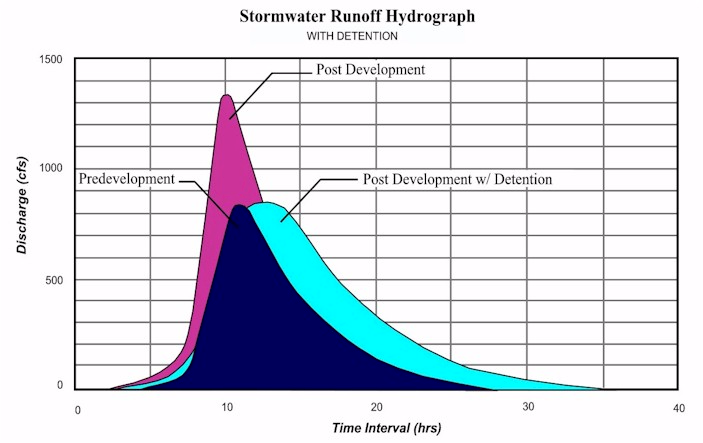 Stormwater Runoff Hydrograph
WITH DETENTION
1500
Post Development
1000
Predevelopment
Post Development w/ Detention
Discharge (cfs)
500
0
0 10 20 30 40
Time Interval (hrs)